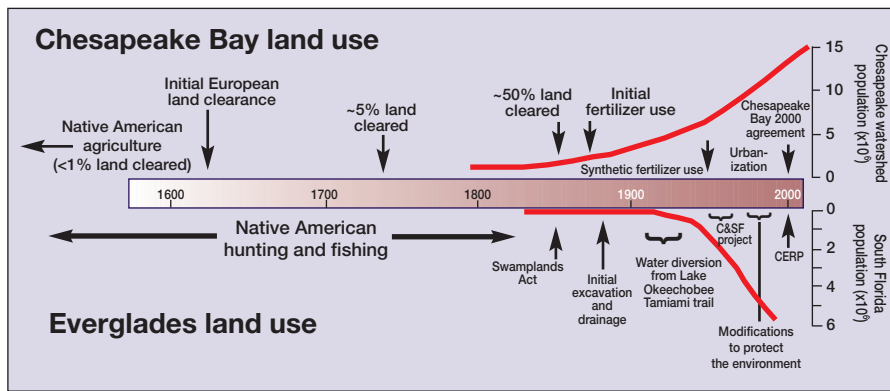 Chesapeake Bay land use
Initial European
land clearance
Native American
agriculture
(<1% land cleared)
~5% land
cleared
~50% land
cleared
Initial
fertilizer use
Synthetic fertilizer use
Chesapeake
Bay 2000
agreement
Urban-
ization
15
10
5
0
Chesapeake watershed
population (x10⁶)
1600
1700
1800
1900
2000
Native American
hunting and fishing
Swamplands
Act
Initial
excavation
and
drainage
Water diversion
from Lake
Okeechobee
Tamiami trail
C&SF
project
CERP
Modifications
to protect
the environment
0
2
4
6
South Florida
population (x10⁶)
Everglades land use